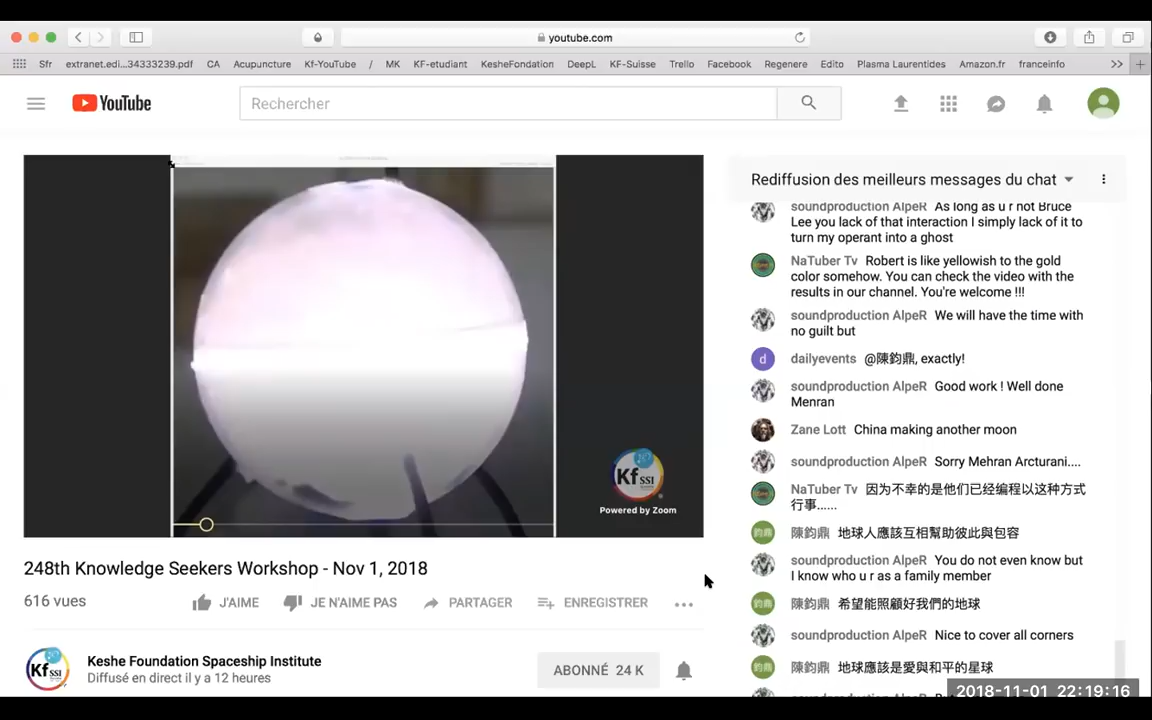 youtube.com
Sfr extranet.edi...34333239.pdf CA Acupuncture Kf-YouTube / MK KF-etudiant KesheFondation DeepL KF-Suisse Trello Facebook Regenere Edito Plasma Laurentides Amazon.fr franceinfo >> +
YouTube
Rechercher
Rediffusion des meilleurs messages du chat
soundproduction AlpeR As long as u r not Bruce
Lee you lack of that interaction I simply lack of it to
turn my operant into a ghost
NaTuber Tv Robert is like yellowish to the gold
color somehow. You can check the video with the
results in our channel. You're welcome !!!
soundproduction AlpeR We will have the time with
no guilt but
d dailyevents @陳鈞鼎, exactly!
soundproduction AlpeR Good work ! Well done
Menran
Zane Lott China making another moon
soundproduction AlpeR Sorry Mehran Arcturani....
NaTuber Tv 因为不幸的是他们已经编程以这种方式
行事......
鈞鼎 陳鈞鼎 地球人應該互相幫助彼此與包容
soundproduction AlpeR You do not even know but
I know who u r as a family member
鈞鼎 陳鈞鼎 希望能照顧好我們的地球
soundproduction AlpeR Nice to cover all corners
鈞鼎 陳鈞鼎 地球應該是愛與和平的星球
Kf SSI
Powered by Zoom
248th Knowledge Seekers Workshop - Nov 1, 2018
616 vues
J'AIME JE N'AIME PAS PARTAGER ENREGISTRER
Kf SSI
Keshe Foundation Spaceship Institute
Diffusé en direct il y a 12 heures
ABONNÉ 24 K
2018-11-01 22:19:16